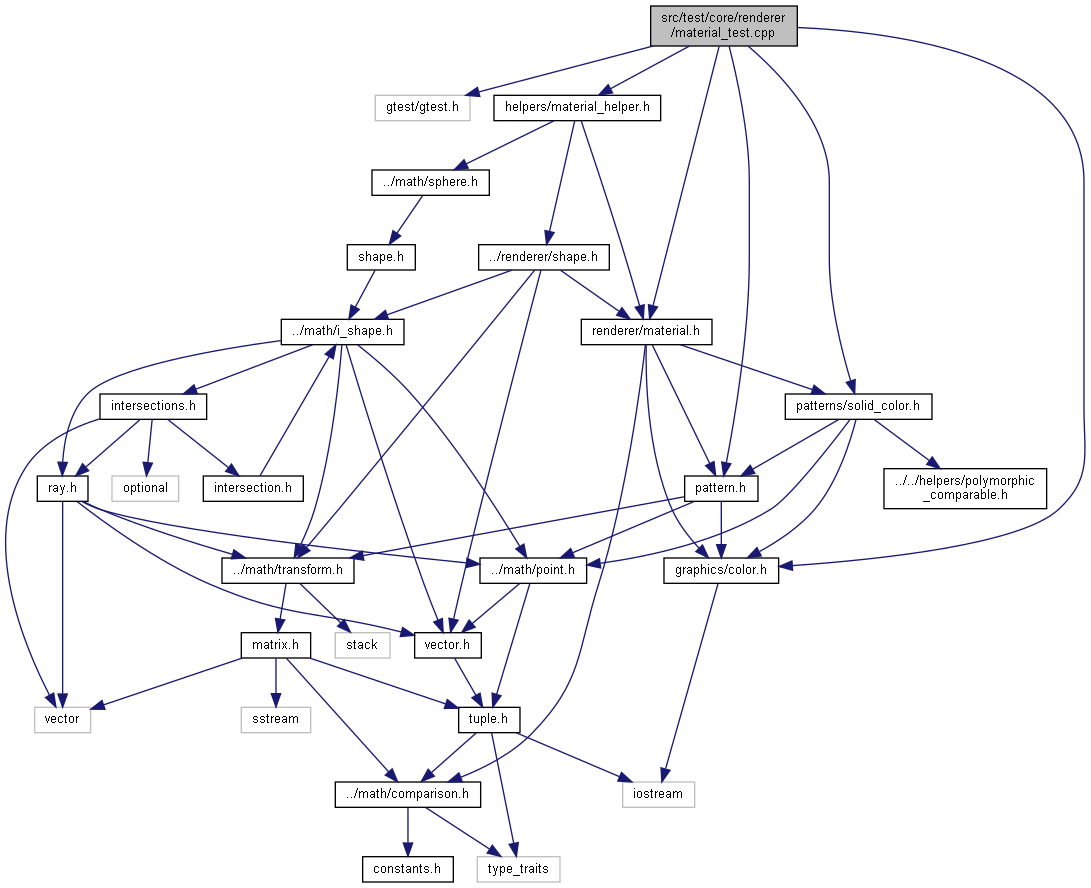 src/test/core/renderer
/material_test.cpp
gtest/gtest.h
helpers/material_helper.h
../math/sphere.h
shape.h
../renderer/shape.h
../math/i_shape.h
renderer/material.h
intersections.h
patterns/solid_color.h
ray.h
optional
intersection.h
pattern.h
../../helpers/polymorphic
_comparable.h
../math/transform.h
../math/point.h
graphics/color.h
matrix.h
stack
vector.h
vector
sstream
tuple.h
../math/comparison.h
iostream
constants.h
type_traits